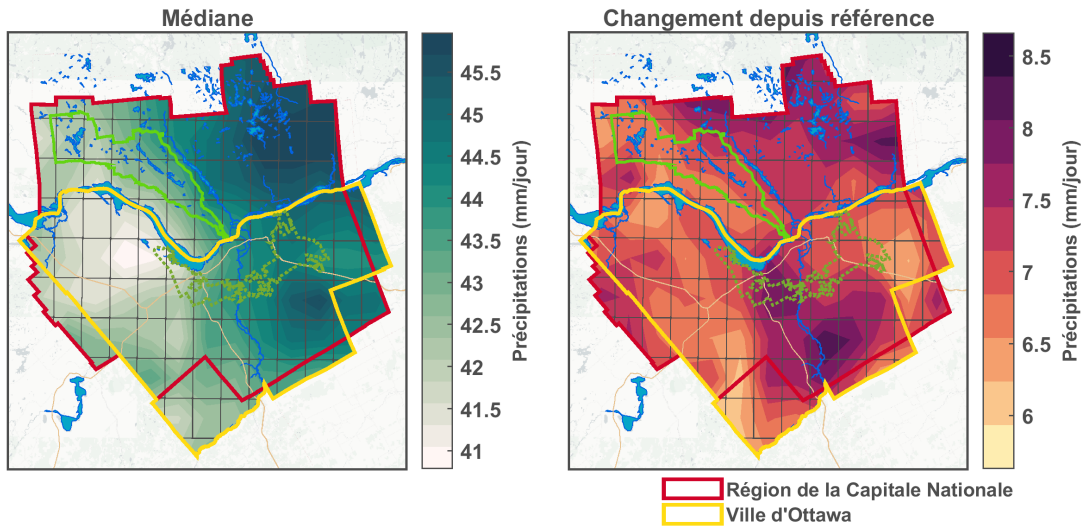 Médiane
45.5
45
44.5
44
43.5
43
42.5
42
41.5
41
Précipitations (mm/jour)
Changement depuis référence
8.5
8
7.5
7
6.5
6
Précipitations (mm/jour)
Région de la Capitale Nationale
Ville d'Ottawa